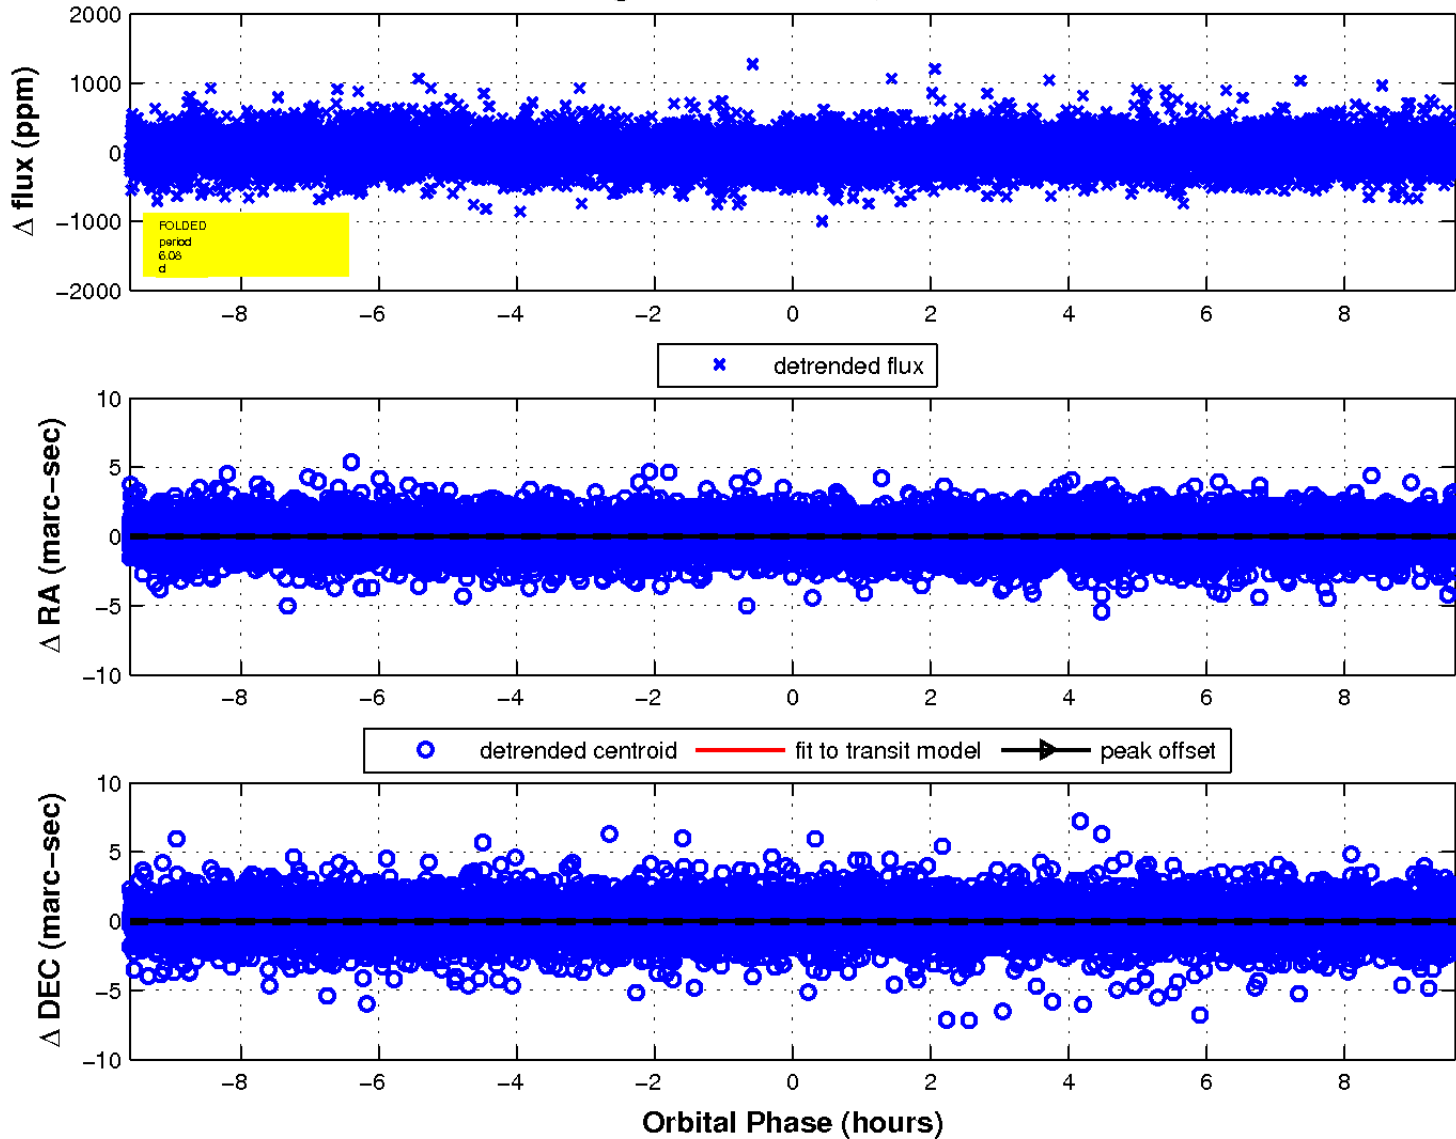 2000
1000
0
−1000
−2000
Δ flux (ppm)
FOLDED
period
6.08
d
−8 −6 −4 −2 0 2 4 6 8
detrended flux
10
5
0
−5
−10
Δ RA (marc−sec)
−8 −6 −4 −2 0 2 4 6 8
detrended centroid fit to transit model peak offset
10
5
0
−5
−10
Δ DEC (marc−sec)
−8 −6 −4 −2 0 2 4 6 8
Orbital Phase (hours)